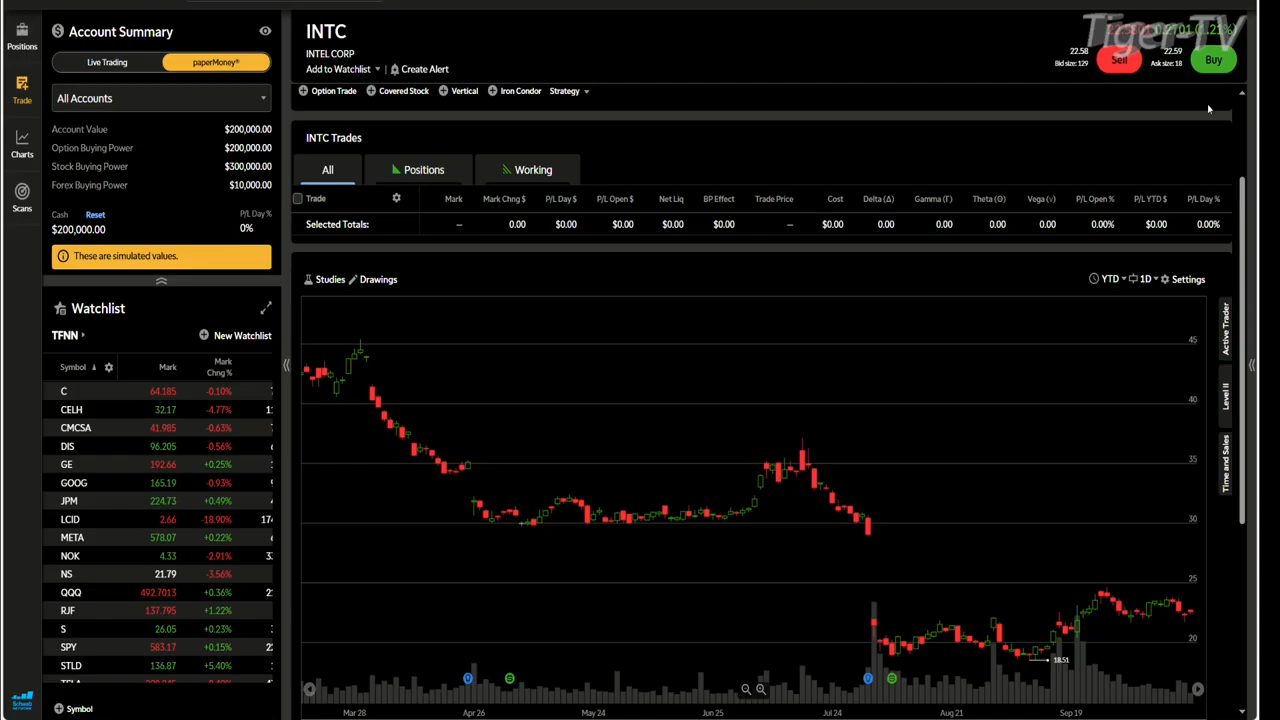 Positions
Trade
Charts
Scans
Schwab
NETWORK
Account Summary
Live Trading
paperMoney®
All Accounts
Account Value $200,000.00
Option Buying Power $200,000.00
Stock Buying Power $300,000.00
Forex Buying Power $10,000.00
Cash Reset P/L Day %
$200,000.00 0%
These are simulated values.
Watchlist
TFNN New Watchlist
Symbol Mark Mark Chng %
C 64.185 -0.10%
CELH 32.17 -4.77%
CMCSA 41.985 -0.63%
DIS 96.205 -0.56%
GE 192.66 +0.25%
GOOG 165.19 -0.93%
JPM 224.73 +0.49%
LCID 2.66 -18.90%
META 578.07 +0.22%
NOK 4.33 -2.91%
NS 21.79 -3.56%
QQQ 492.7013 +0.36%
RJF 137.795 +1.22%
S 26.05 +0.23%
SPY 583.17 +0.15%
STLD 136.87 +5.40%
Symbol
INTC
INTEL CORP
Add to Watchlist Create Alert
Tiger-TV
22.58
Bid size: 129
Sell
22.59
Ask size: 18
Buy
Option Trade Covered Stock Vertical Iron Condor Strategy
INTC Trades
All Positions Working
Trade Mark Mark Chng $ P/L Day $ P/L Open $ Net Liq BP Effect Trade Price Cost Delta (Δ) Gamma (Γ) Theta (Θ) Vega (ν) P/L Open % P/L YTD $ P/L Day %
Selected Totals: – 0.00 $0.00 $0.00 $0.00 $0.00 – $0.00 0.00 0.00 0.00 0.00 0.00% $0.00 0.00%
Studies Drawings YTD 1D Settings
45
40
35
30
25
20
18.51
Mar 28 Apr 26 May 24 Jun 25 Jul 24 Aug 21 Sep 19
Active Trader
Level II
Time and Sales